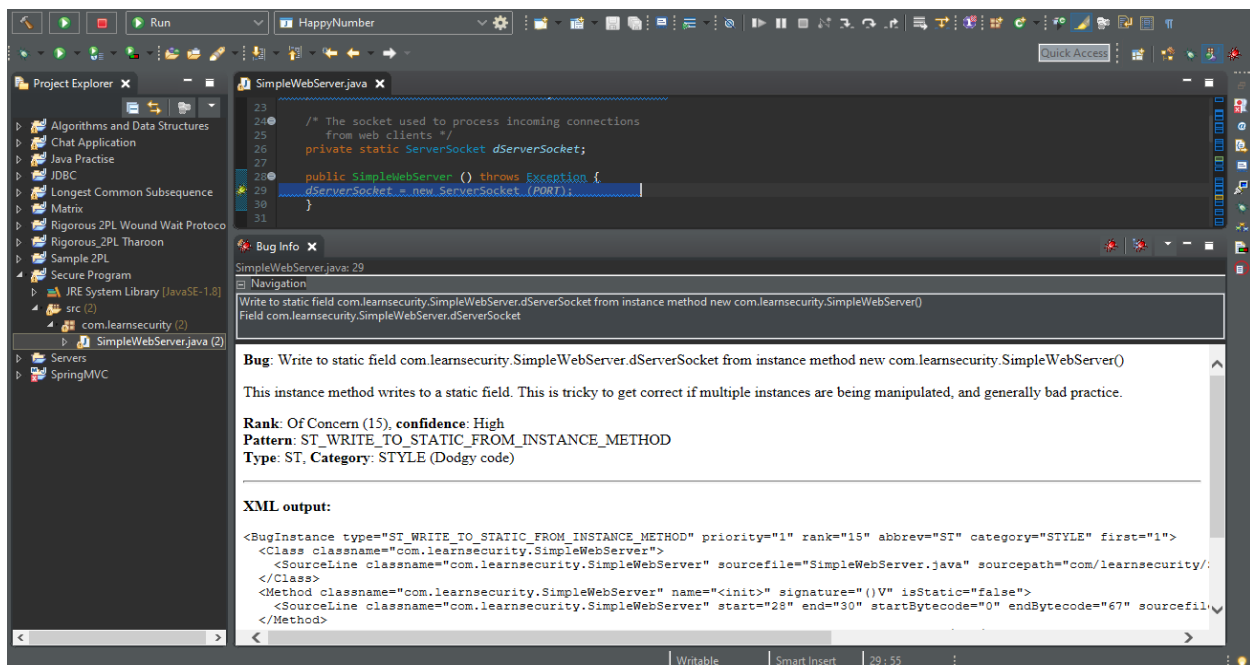 Run
HappyNumber
Quick Access
Project Explorer
Algorithms and Data Structures
Chat Application
Java Practise
JDBC
Longest Common Subsequence
Matrix
Rigorous 2PL Wound Wait Protoco
Rigorous_2PL Tharoon
Sample 2PL
Secure Program
JRE System Library [JavaSE-1.8]
src (2)
com.learnsecurity (2)
SimpleWebServer.java (2)
Servers
SpringMVC
SimpleWebServer.java
23
24 /* The socket used to process incoming connections
25 from web clients */
26 private static ServerSocket dServerSocket;
27
28 public SimpleWebServer () throws Exception {
29 dServerSocket = new ServerSocket (PORT);
30 }
31
Bug Info
SimpleWebServer.java: 29
Navigation
Write to static field com.learnsecurity.SimpleWebServer.dServerSocket from instance method new com.learnsecurity.SimpleWebServer()
Field com.learnsecurity.SimpleWebServer.dServerSocket
Bug: Write to static field com.learnsecurity.SimpleWebServer.dServerSocket from instance method new com.learnsecurity.SimpleWebServer()
This instance method writes to a static field. This is tricky to get correct if multiple instances are being manipulated, and generally bad practice.
Rank: Of Concern (15), confidence: High
Pattern: ST_WRITE_TO_STATIC_FROM_INSTANCE_METHOD
Type: ST, Category: STYLE (Dodgy code)
XML output:
<BugInstance type="ST_WRITE_TO_STATIC_FROM_INSTANCE_METHOD" priority="1" rank="15" abbrev="ST" category="STYLE" first="1">
<Class classname="com.learnsecurity.SimpleWebServer">
<SourceLine classname="com.learnsecurity.SimpleWebServer" sourcefile="SimpleWebServer.java" sourcepath="com/learnsecurity/
</Class>
<Method classname="com.learnsecurity.SimpleWebServer" name="<init>" signature="()V" isStatic="false">
<SourceLine classname="com.learnsecurity.SimpleWebServer" start="28" end="30" startBytecode="0" endBytecode="67" sourcefil
</Method>
Writable
Smart Insert
29 : 55